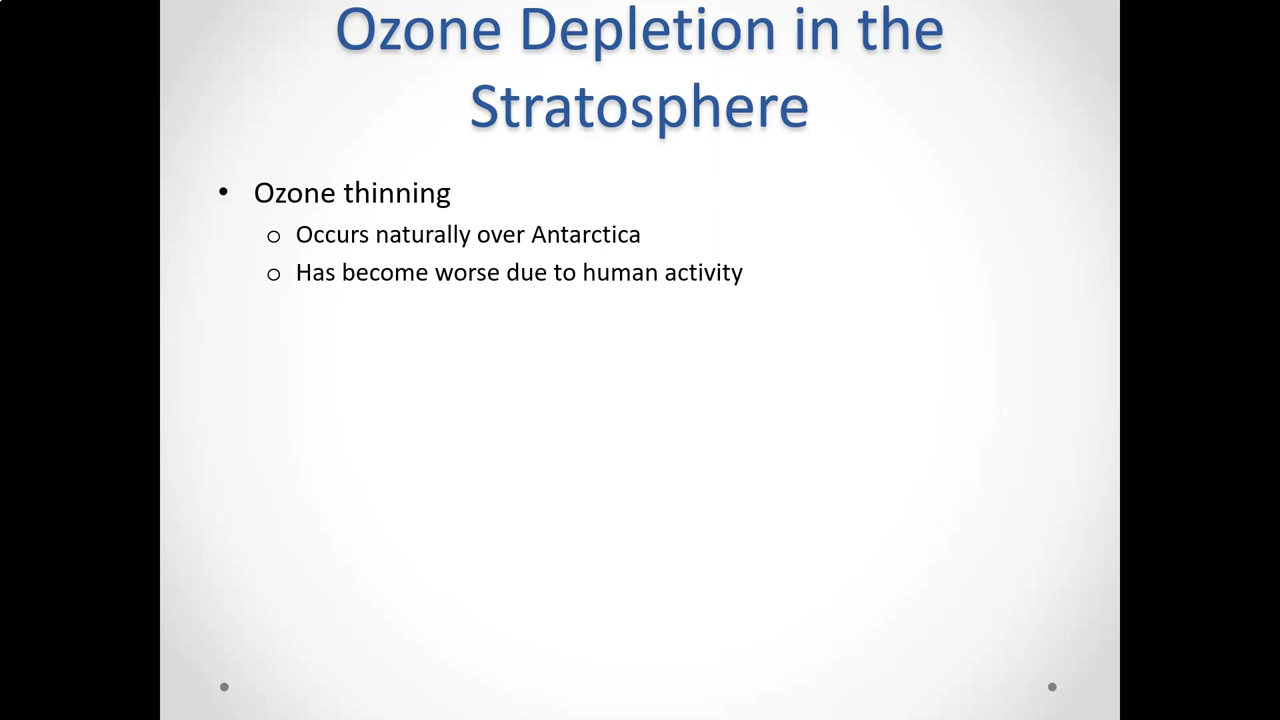 Ozone Depletion in the
Stratosphere
• Ozone thinning
o Occurs naturally over Antarctica
o Has become worse due to human activity